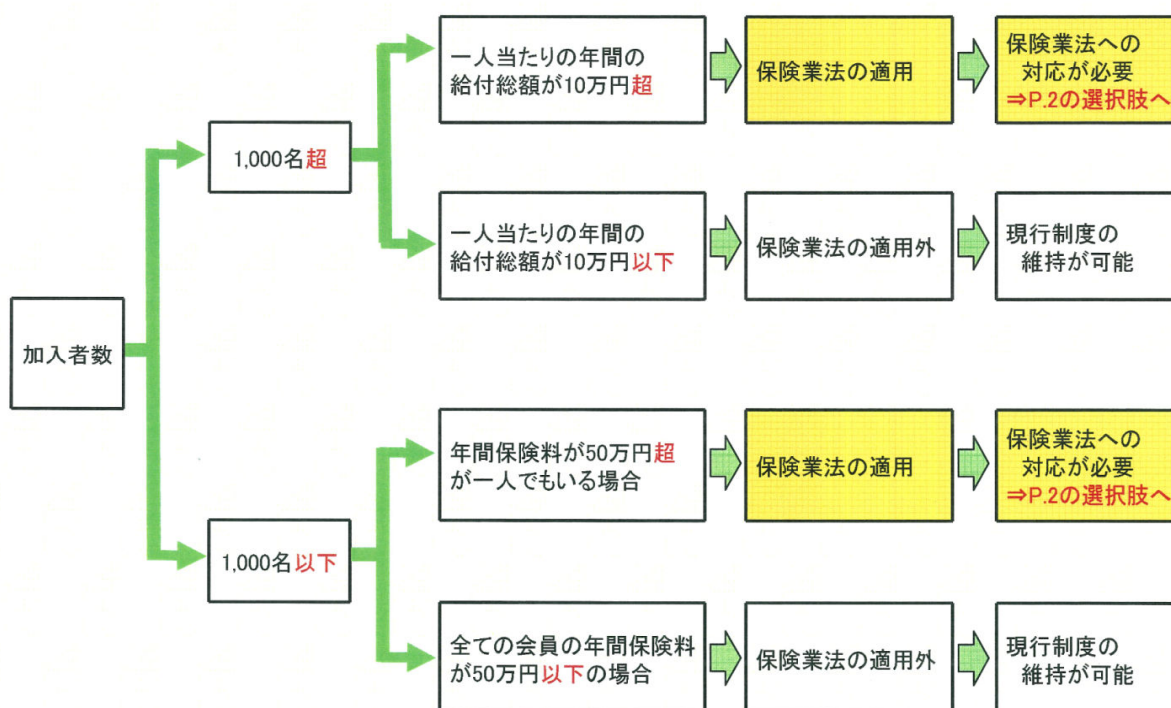 加入者数
1,000名超
一人当たりの年間の
給付総額が10万円超
保険業法の適用
保険業法への
対応が必要
⇒P.2の選択肢へ
一人当たりの年間の
給付総額が10万円以下
保険業法の適用外
現行制度の
維持が可能
1,000名以下
年間保険料が50万円超
が一人でもいる場合
保険業法の適用
保険業法への
対応が必要
⇒P.2の選択肢へ
全ての会員の年間保険料
が50万円以下の場合
保険業法の適用外
現行制度の
維持が可能